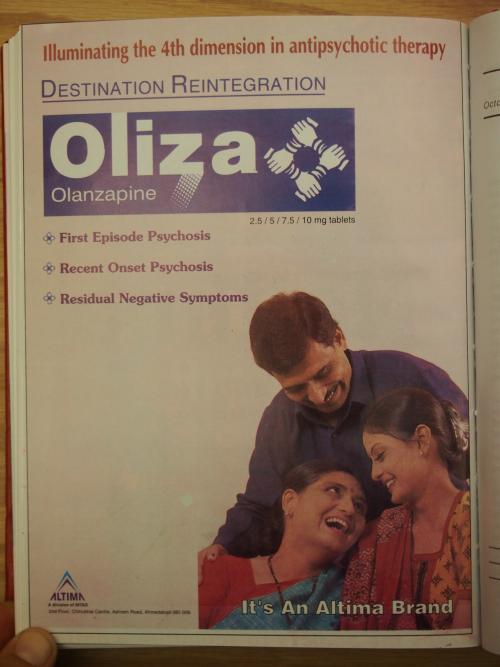 Illuminating the 4th dimension in antipsychotic therapy
DESTINATION REINTEGRATION
Oliza
Olanzapine
2.5 / 5 / 7.5 / 10 mg tablets
First Episode Psychosis
Recent Onset Psychosis
Residual Negative Symptoms
ALTIMA
It's An Altima Brand
Octo